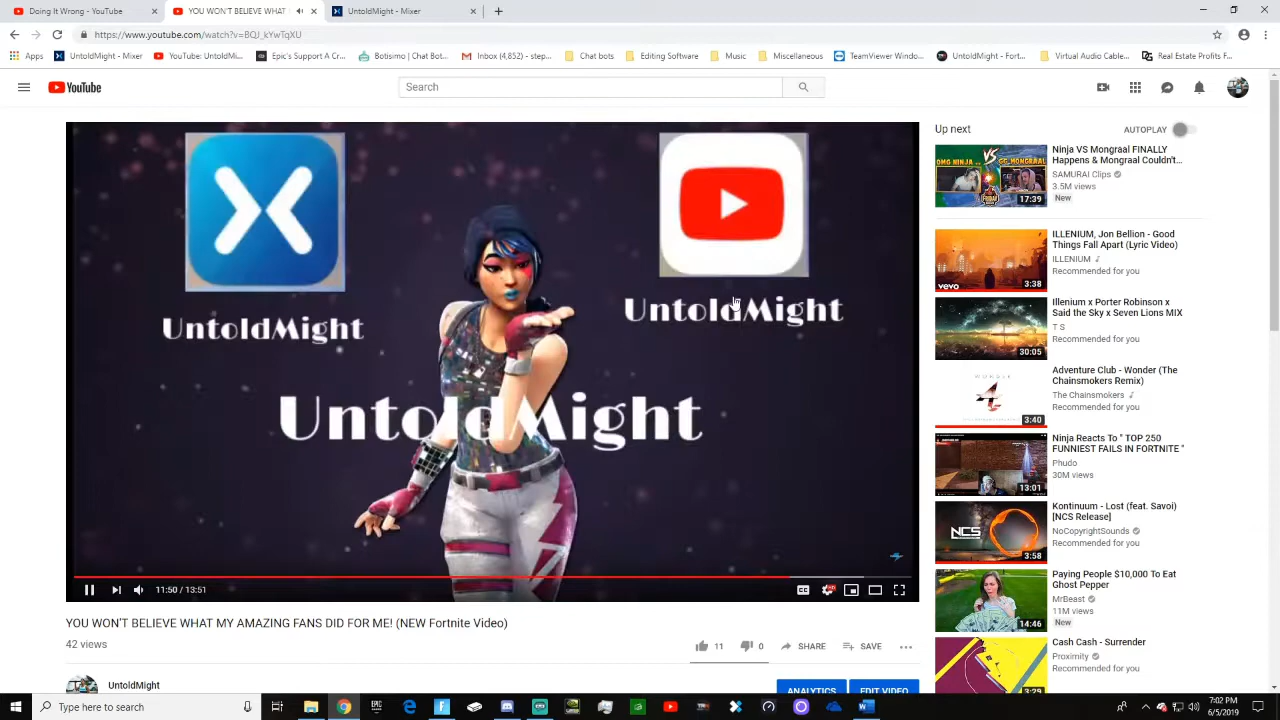 Doing It Wrong - YouTube
YOU WON'T BELIEVE WHAT
UntoldMight - Mixer
https://www.youtube.com/watch?v=BQJ_kYwTqXU
Apps
UntoldMight - Mixer
YouTube: UntoldMi...
Epic's Support A Cr...
Botisimo | Chat Bot...
Inbox (4,852) - step...
Chat bots
Editing Software
Music
Miscellaneous
TeamViewer Windo...
UntoldMight - Fort...
Virtual Audio Cable...
Real Estate Profits F...
YouTube
Search
UntoldMight
UntoldMight
UntoldMight
11:50 / 13:51
YOU WON'T BELIEVE WHAT MY AMAZING FANS DID FOR ME! (NEW Fortnite Video)
42 views
11
0
SHARE
SAVE
UntoldMight
ANALYTICS
EDIT VIDEO
Up next
AUTOPLAY
OMG NINJA
VS
GG MONGRAAL
FRIDAY
17:39
Ninja VS Mongraal FINALLY
Happens & Mongraal Couldn't...
SAMURAI Clips
3.5M views
New
vevo
3:38
ILLENIUM, Jon Bellion - Good
Things Fall Apart (Lyric Video)
ILLENIUM
Recommended for you
30:05
Illenium x Porter Robinson x
Said the Sky x Seven Lions MIX
T S
Recommended for you
3:40
Adventure Club - Wonder (The
Chainsmokers Remix)
The Chainsmokers
Recommended for you
13:01
Ninja Reacts To " TOP 250
FUNNIEST FAILS IN FORTNITE "
Phudo
30M views
NCS
3:58
Kontinuum - Lost (feat. Savoi)
[NCS Release]
NoCopyrightSounds
Recommended for you
14:46
Paying People $10,000 To Eat
Ghost Pepper
MrBeast
11M views
New
3:29
Cash Cash - Surrender
Proximity
Recommended for you
Type here to search
EPIC
7:02 PM
6/5/2019